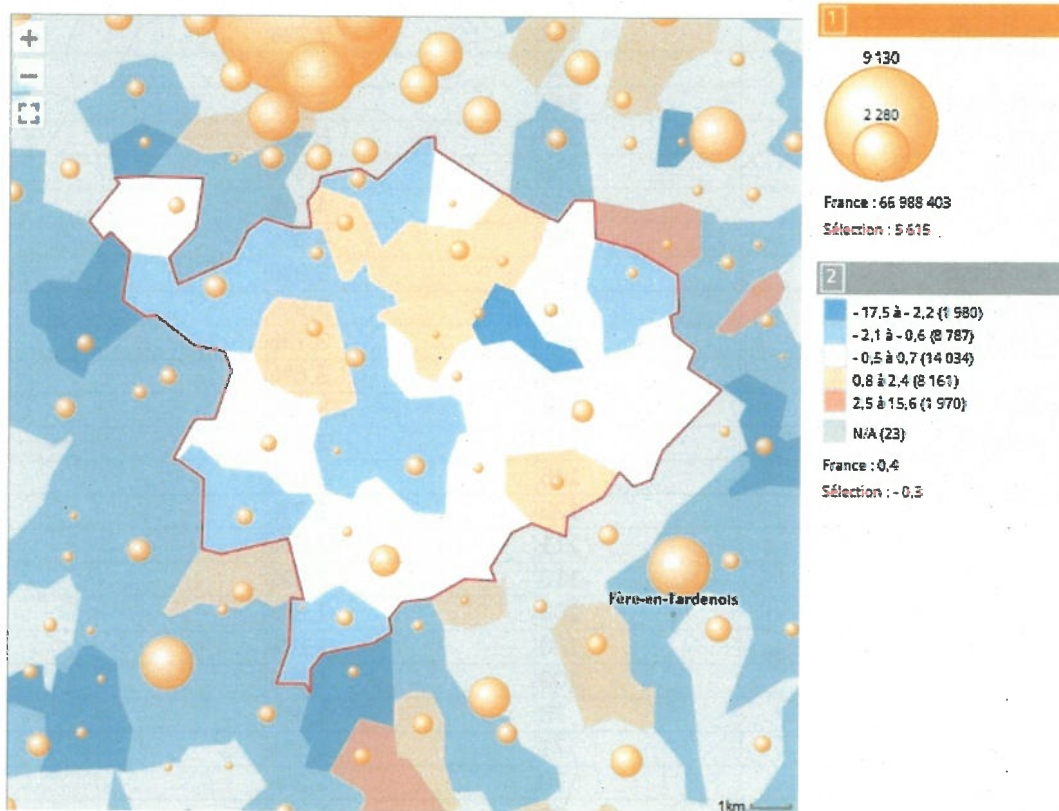 +
−
1
9 130
2 280
France : 66 988 403
Sélection : 5 615
2
- 17,5 à - 2,2 (1 980)
- 2,1 à - 0,6 (8 787)
- 0,5 à 0,7 (14 034)
0,8 à 2,4 (8 161)
2,5 à 15,6 (1 970)
N/A (23)
France : 0,4
Sélection : - 0,3
Fère-en-Tardenois
1km